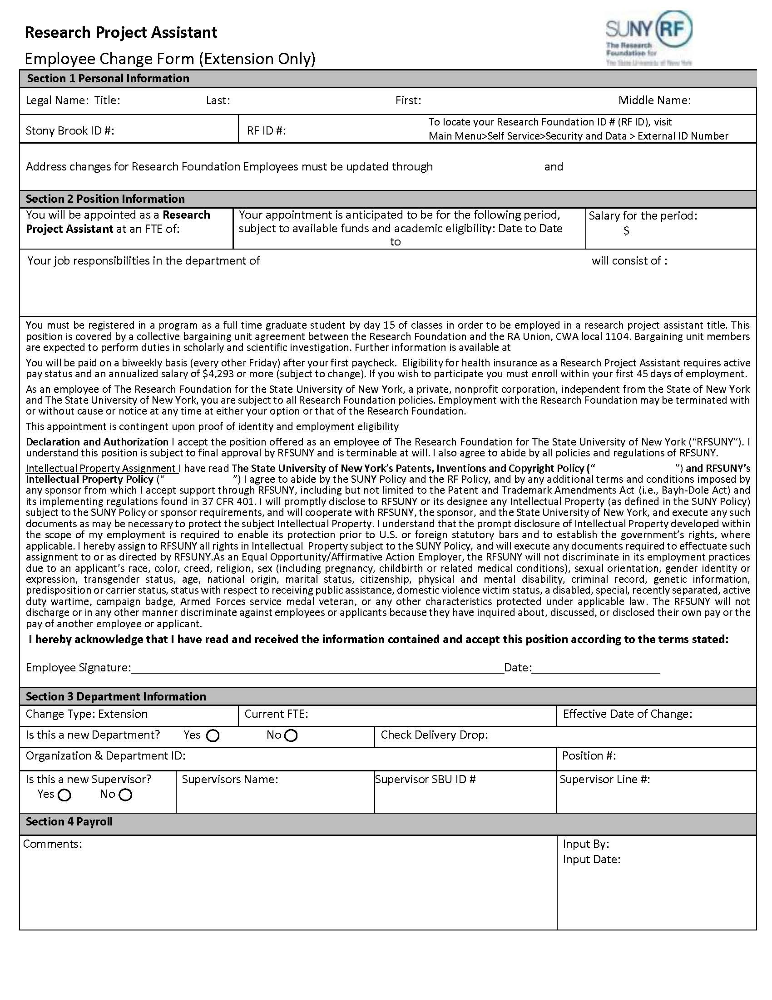 Research Project Assistant
SUNY RF
The Research
Foundation for
The State University of New York
Employee Change Form (Extension Only)
Section 1 Personal Information
Legal Name: Title: Last: First: Middle Name:
Stony Brook ID #: RF ID #: To locate your Research Foundation ID # (RF ID), visit
Main Menu>Self Service>Security and Data > External ID Number
Address changes for Research Foundation Employees must be updated through and
Section 2 Position Information
You will be appointed as a Research
Project Assistant at an FTE of:
Your appointment is anticipated to be for the following period,
subject to available funds and academic eligibility: Date to Date
to
Salary for the period:
$
Your job responsibilities in the department of will consist of :
You must be registered in a program as a full time graduate student by day 15 of classes in order to be employed in a research project assistant title. This
position is covered by a collective bargaining unit agreement between the Research Foundation and the RA Union, CWA local 1104. Bargaining unit members
are expected to perform duties in scholarly and scientific investigation. Further information is available at
You will be paid on a biweekly basis (every other Friday) after your first paycheck. Eligibility for health insurance as a Research Project Assistant requires active
pay status and an annualized salary of $4,293 or more (subject to change). If you wish to participate you must enroll within your first 45 days of employment.
As an employee of The Research Foundation for the State University of New York, a private, nonprofit corporation, independent from the State of New York
and The State University of New York, you are subject to all Research Foundation policies. Employment with the Research Foundation may be terminated with
or without cause or notice at any time at either your option or that of the Research Foundation.
This appointment is contingent upon proof of identity and employment eligibility
Declaration and Authorization I accept the position offered as an employee of The Research Foundation for The State University of New York (“RFSUNY”). I
understand this position is subject to final approval by RFSUNY and is terminable at will. I also agree to abide by all policies and regulations of RFSUNY.
Intellectual Property Assignment I have read The State University of New York’s Patents, Inventions and Copyright Policy (“ ”) and RFSUNY’s
Intellectual Property Policy (“ ”) I agree to abide by the SUNY Policy and the RF Policy, and by any additional terms and conditions imposed by
any sponsor from which I accept support through RFSUNY, including but not limited to the Patent and Trademark Amendments Act (i.e., Bayh-Dole Act) and
its implementing regulations found in 37 CFR 401. I will promptly disclose to RFSUNY or its designee any Intellectual Property (as defined in the SUNY Policy)
subject to the SUNY Policy or sponsor requirements, and will cooperate with RFSUNY, the sponsor, and the State University of New York, and execute any such
documents as may be necessary to protect the subject Intellectual Property. I understand that the prompt disclosure of Intellectual Property developed within
the scope of my employment is required to enable its protection prior to U.S. or foreign statutory bars and to establish the government’s rights, where
applicable. I hereby assign to RFSUNY all rights in Intellectual Property subject to the SUNY Policy, and will execute any documents required to effectuate such
assignment to or as directed by RFSUNY.As an Equal Opportunity/Affirmative Action Employer, the RFSUNY will not discriminate in its employment practices
due to an applicant’s race, color, creed, religion, sex (including pregnancy, childbirth or related medical conditions), sexual orientation, gender identity or
expression, transgender status, age, national origin, marital status, citizenship, physical and mental disability, criminal record, genetic information,
predisposition or carrier status, status with respect to receiving public assistance, domestic violence victim status, a disabled, special, recently separated, active
duty wartime, campaign badge, Armed Forces service medal veteran, or any other characteristics protected under applicable law. The RFSUNY will not
discharge or in any other manner discriminate against employees or applicants because they have inquired about, discussed, or disclosed their own pay or the
pay of another employee or applicant.
I hereby acknowledge that I have read and received the information contained and accept this position according to the terms stated:
Employee Signature: Date:
Section 3 Department Information
Change Type: Extension Current FTE: Effective Date of Change:
Is this a new Department? Yes No Check Delivery Drop:
Organization & Department ID: Position #:
Is this a new Supervisor? Supervisors Name: Supervisor SBU ID # Supervisor Line #:
Yes No
Section 4 Payroll
Comments: Input By:
Input Date: